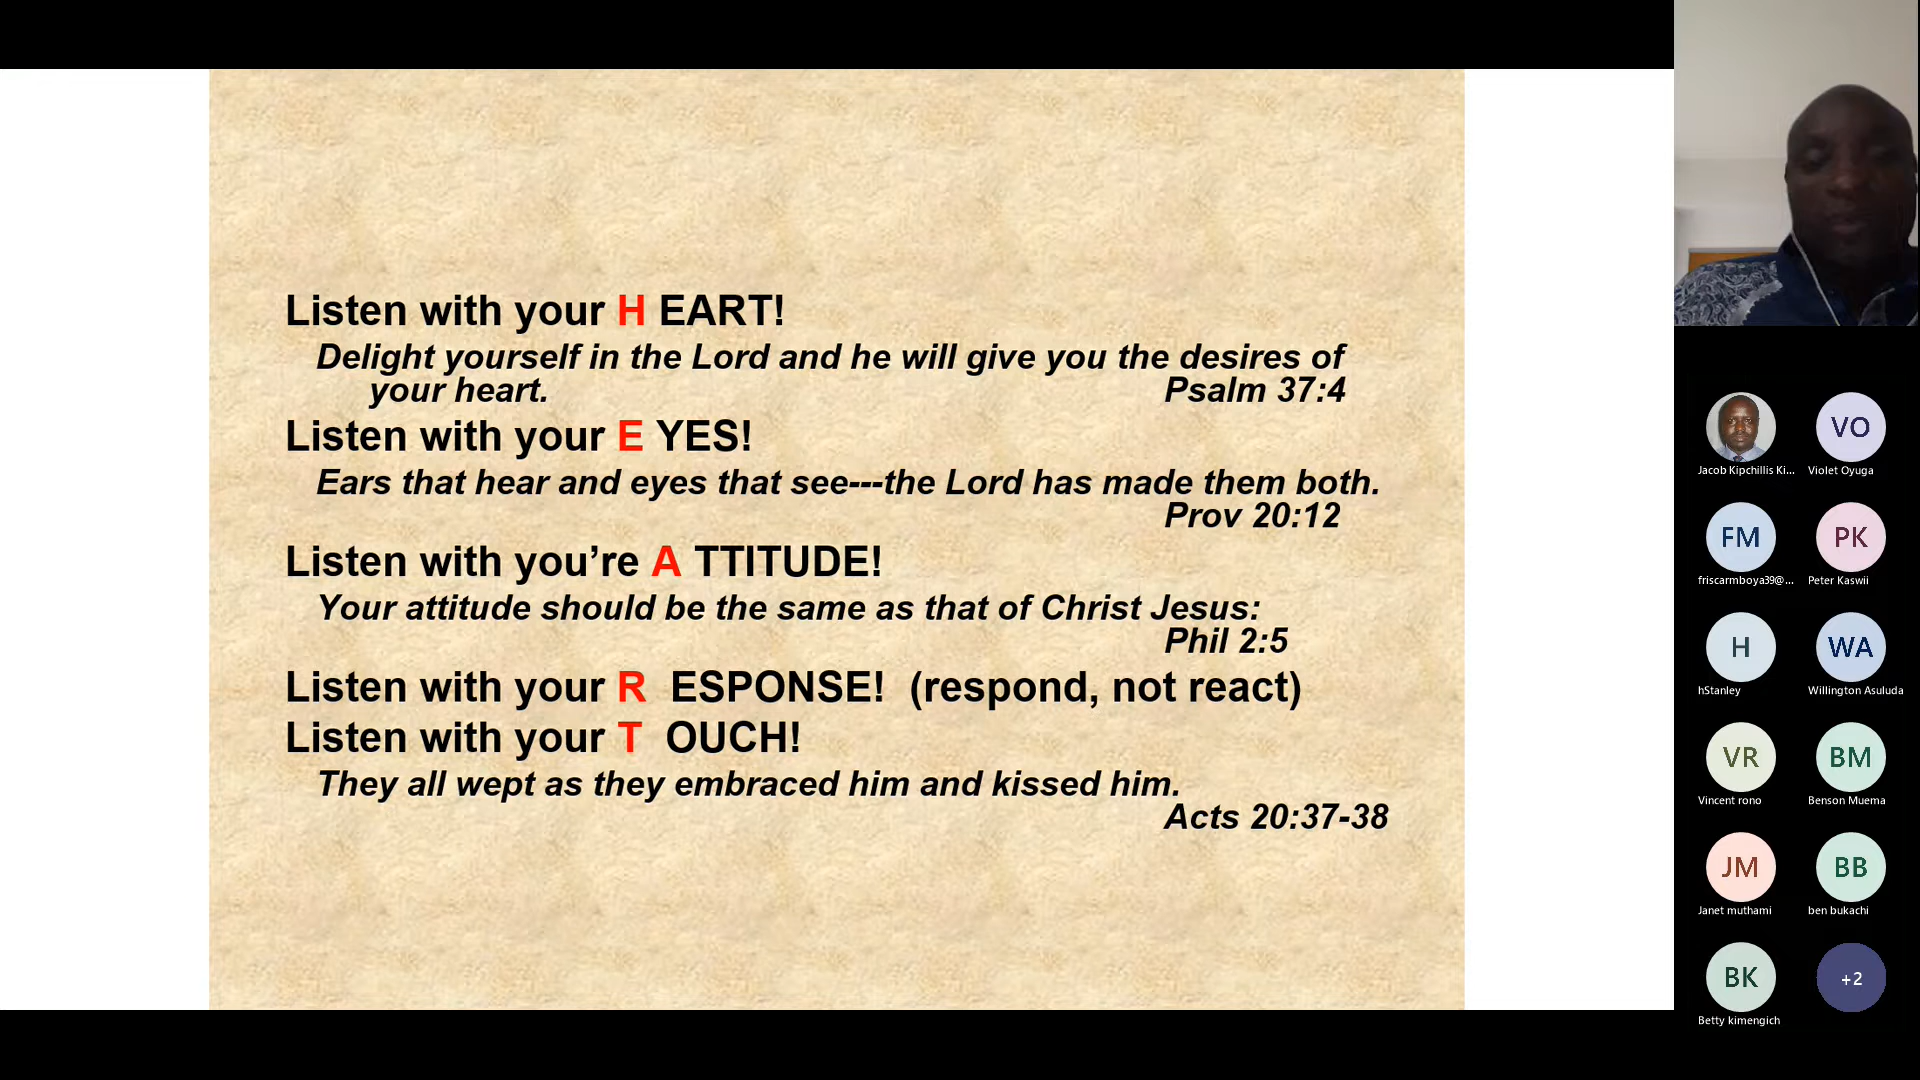 Listen with your H EART!
Delight yourself in the Lord and he will give you the desires of
your heart. Psalm 37:4
Listen with your E YES!
Ears that hear and eyes that see---the Lord has made them both.
Prov 20:12
Listen with you’re A TTITUDE!
Your attitude should be the same as that of Christ Jesus:
Phil 2:5
Listen with your R ESPONSE! (respond, not react)
Listen with your T OUCH!
They all wept as they embraced him and kissed him.
Acts 20:37-38
VO
Jacob Kipchillis Ki... Violet Oyuga
FM PK
friscarmboya39@... Peter Kaswii
H WA
hStanley Willington Asuluda
VR BM
Vincent rono Benson Muema
JM BB
Janet muthami ben bukachi
BK +2
Betty kimengich